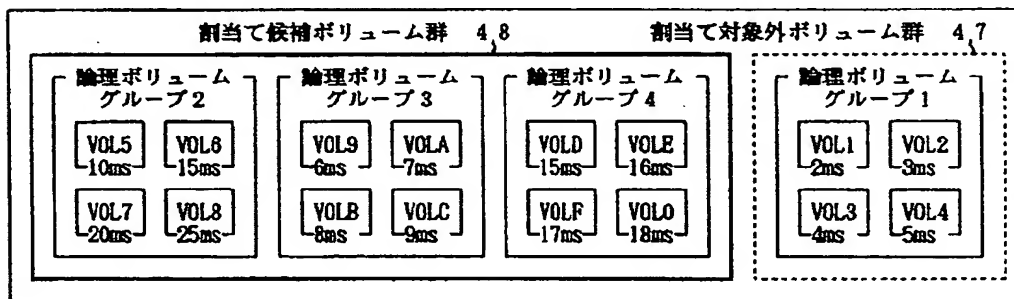 割当て候補ボリューム群 48 割当て対象外ボリューム群 47
論理ボリューム 論理ボリューム 論理ボリューム 論理ボリューム
グループ2 グループ3 グループ4 グループ1
VOL5 VOL6 VOL9 VOLA VOLD VOLE VOL1 VOL2
10ms 15ms 6ms 7ms 15ms 16ms 2ms 3ms
VOL7 VOL8 VOLB VOLC VOLF VOL0 VOL3 VOL4
20ms 25ms 8ms 9ms 17ms 18ms 4ms 5ms